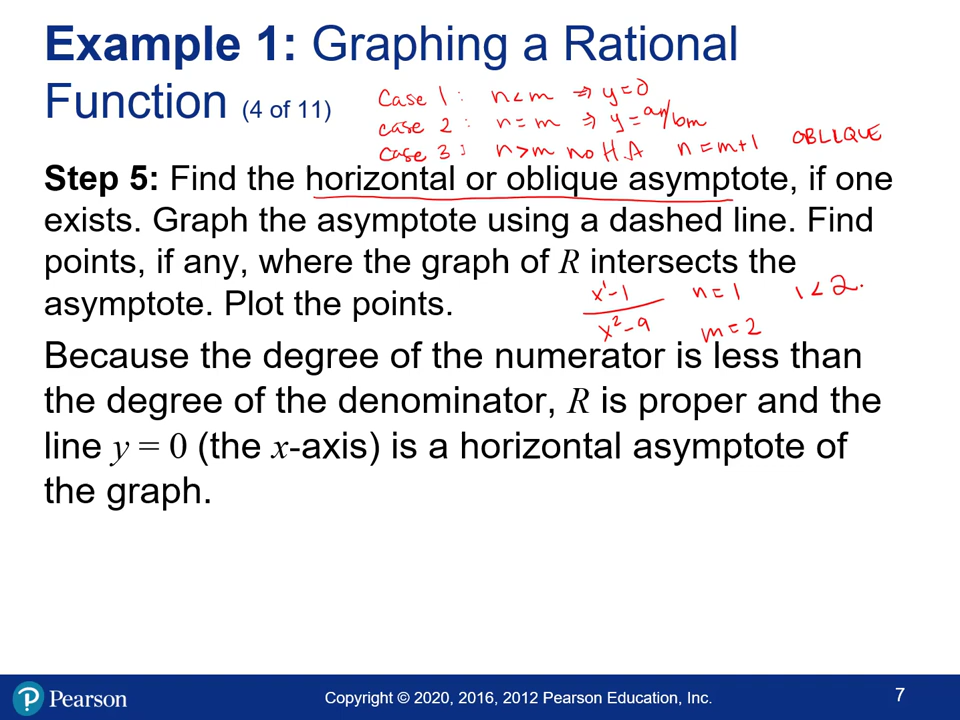 Example 1: Graphing a Rational
Function (4 of 11)
Case 1: n < m ⇒ y = 0
case 2: n = m ⇒ y = an/bm
case 3: n > m no H.A n = m+1 OBLIQUE
Step 5: Find the horizontal or oblique asymptote, if one
exists. Graph the asymptote using a dashed line. Find
points, if any, where the graph of R intersects the
asymptote. Plot the points.
x¹-1 n = 1 1 < 2.
x²-9 m = 2
Because the degree of the numerator is less than
the degree of the denominator, R is proper and the
line y = 0 (the x-axis) is a horizontal asymptote of
the graph.
P Pearson
Copyright © 2020, 2016, 2012 Pearson Education, Inc.
7